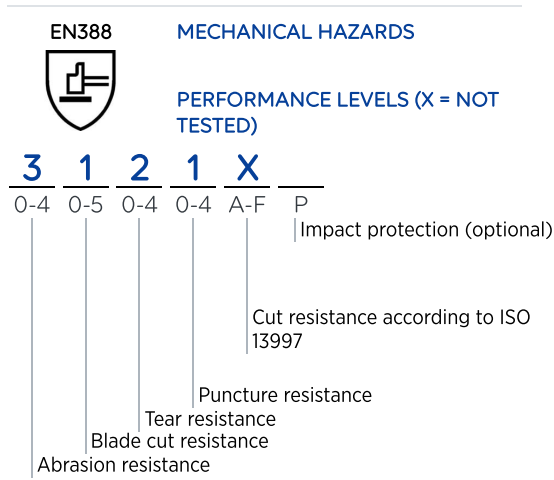 EN388
MECHANICAL HAZARDS
PERFORMANCE LEVELS (X = NOT
TESTED)
3 1 2 1 X
0-4 0-5 0-4 0-4 A-F P
Impact protection (optional)
Cut resistance according to ISO
13997
Puncture resistance
Tear resistance
Blade cut resistance
Abrasion resistance